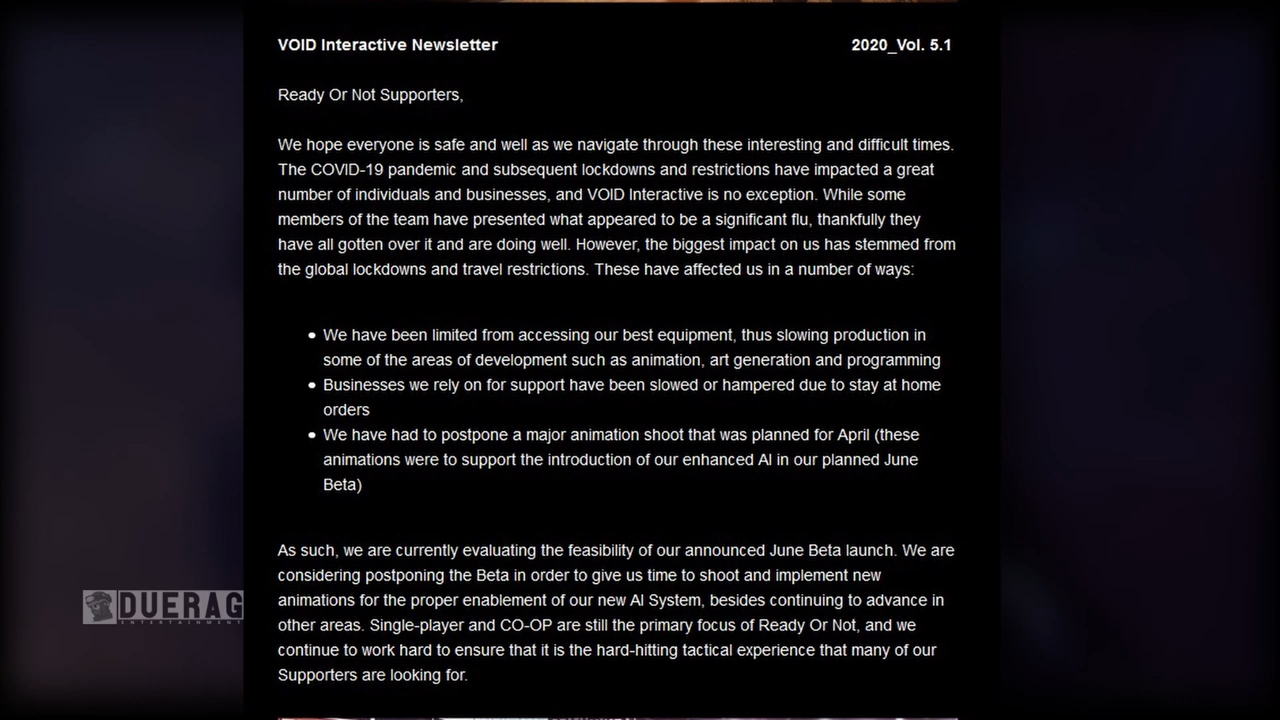 VOID Interactive Newsletter 2020_Vol. 5.1
Ready Or Not Supporters,
We hope everyone is safe and well as we navigate through these interesting and difficult times.
The COVID-19 pandemic and subsequent lockdowns and restrictions have impacted a great
number of individuals and businesses, and VOID Interactive is no exception. While some
members of the team have presented what appeared to be a significant flu, thankfully they
have all gotten over it and are doing well. However, the biggest impact on us has stemmed from
the global lockdowns and travel restrictions. These have affected us in a number of ways:
• We have been limited from accessing our best equipment, thus slowing production in
some of the areas of development such as animation, art generation and programming
• Businesses we rely on for support have been slowed or hampered due to stay at home
orders
• We have had to postpone a major animation shoot that was planned for April (these
animations were to support the introduction of our enhanced AI in our planned June
Beta)
As such, we are currently evaluating the feasibility of our announced June Beta launch. We are
considering postponing the Beta in order to give us time to shoot and implement new
animations for the proper enablement of our new AI System, besides continuing to advance in
other areas. Single-player and CO-OP are still the primary focus of Ready Or Not, and we
continue to work hard to ensure that it is the hard-hitting tactical experience that many of our
Supporters are looking for.
DUERAG
ENTERTAINMENT